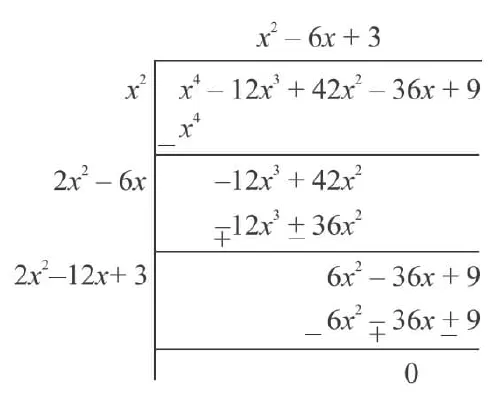 x² – 6x + 3
x² x⁴ – 12x³ + 42x² – 36x + 9
– x⁴
2x² – 6x –12x³ + 42x²
∓12x³ ± 36x²
2x²–12x+ 3 6x² – 36x + 9
– 6x² ∓ 36x ± 9
0